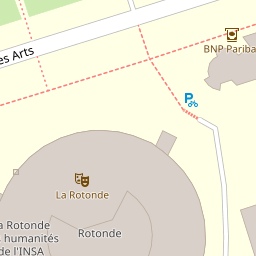 es Arts
BNP Pariba
P
La Rotonde
a Rotonde
s humanités
de l'INSA
Rotonde